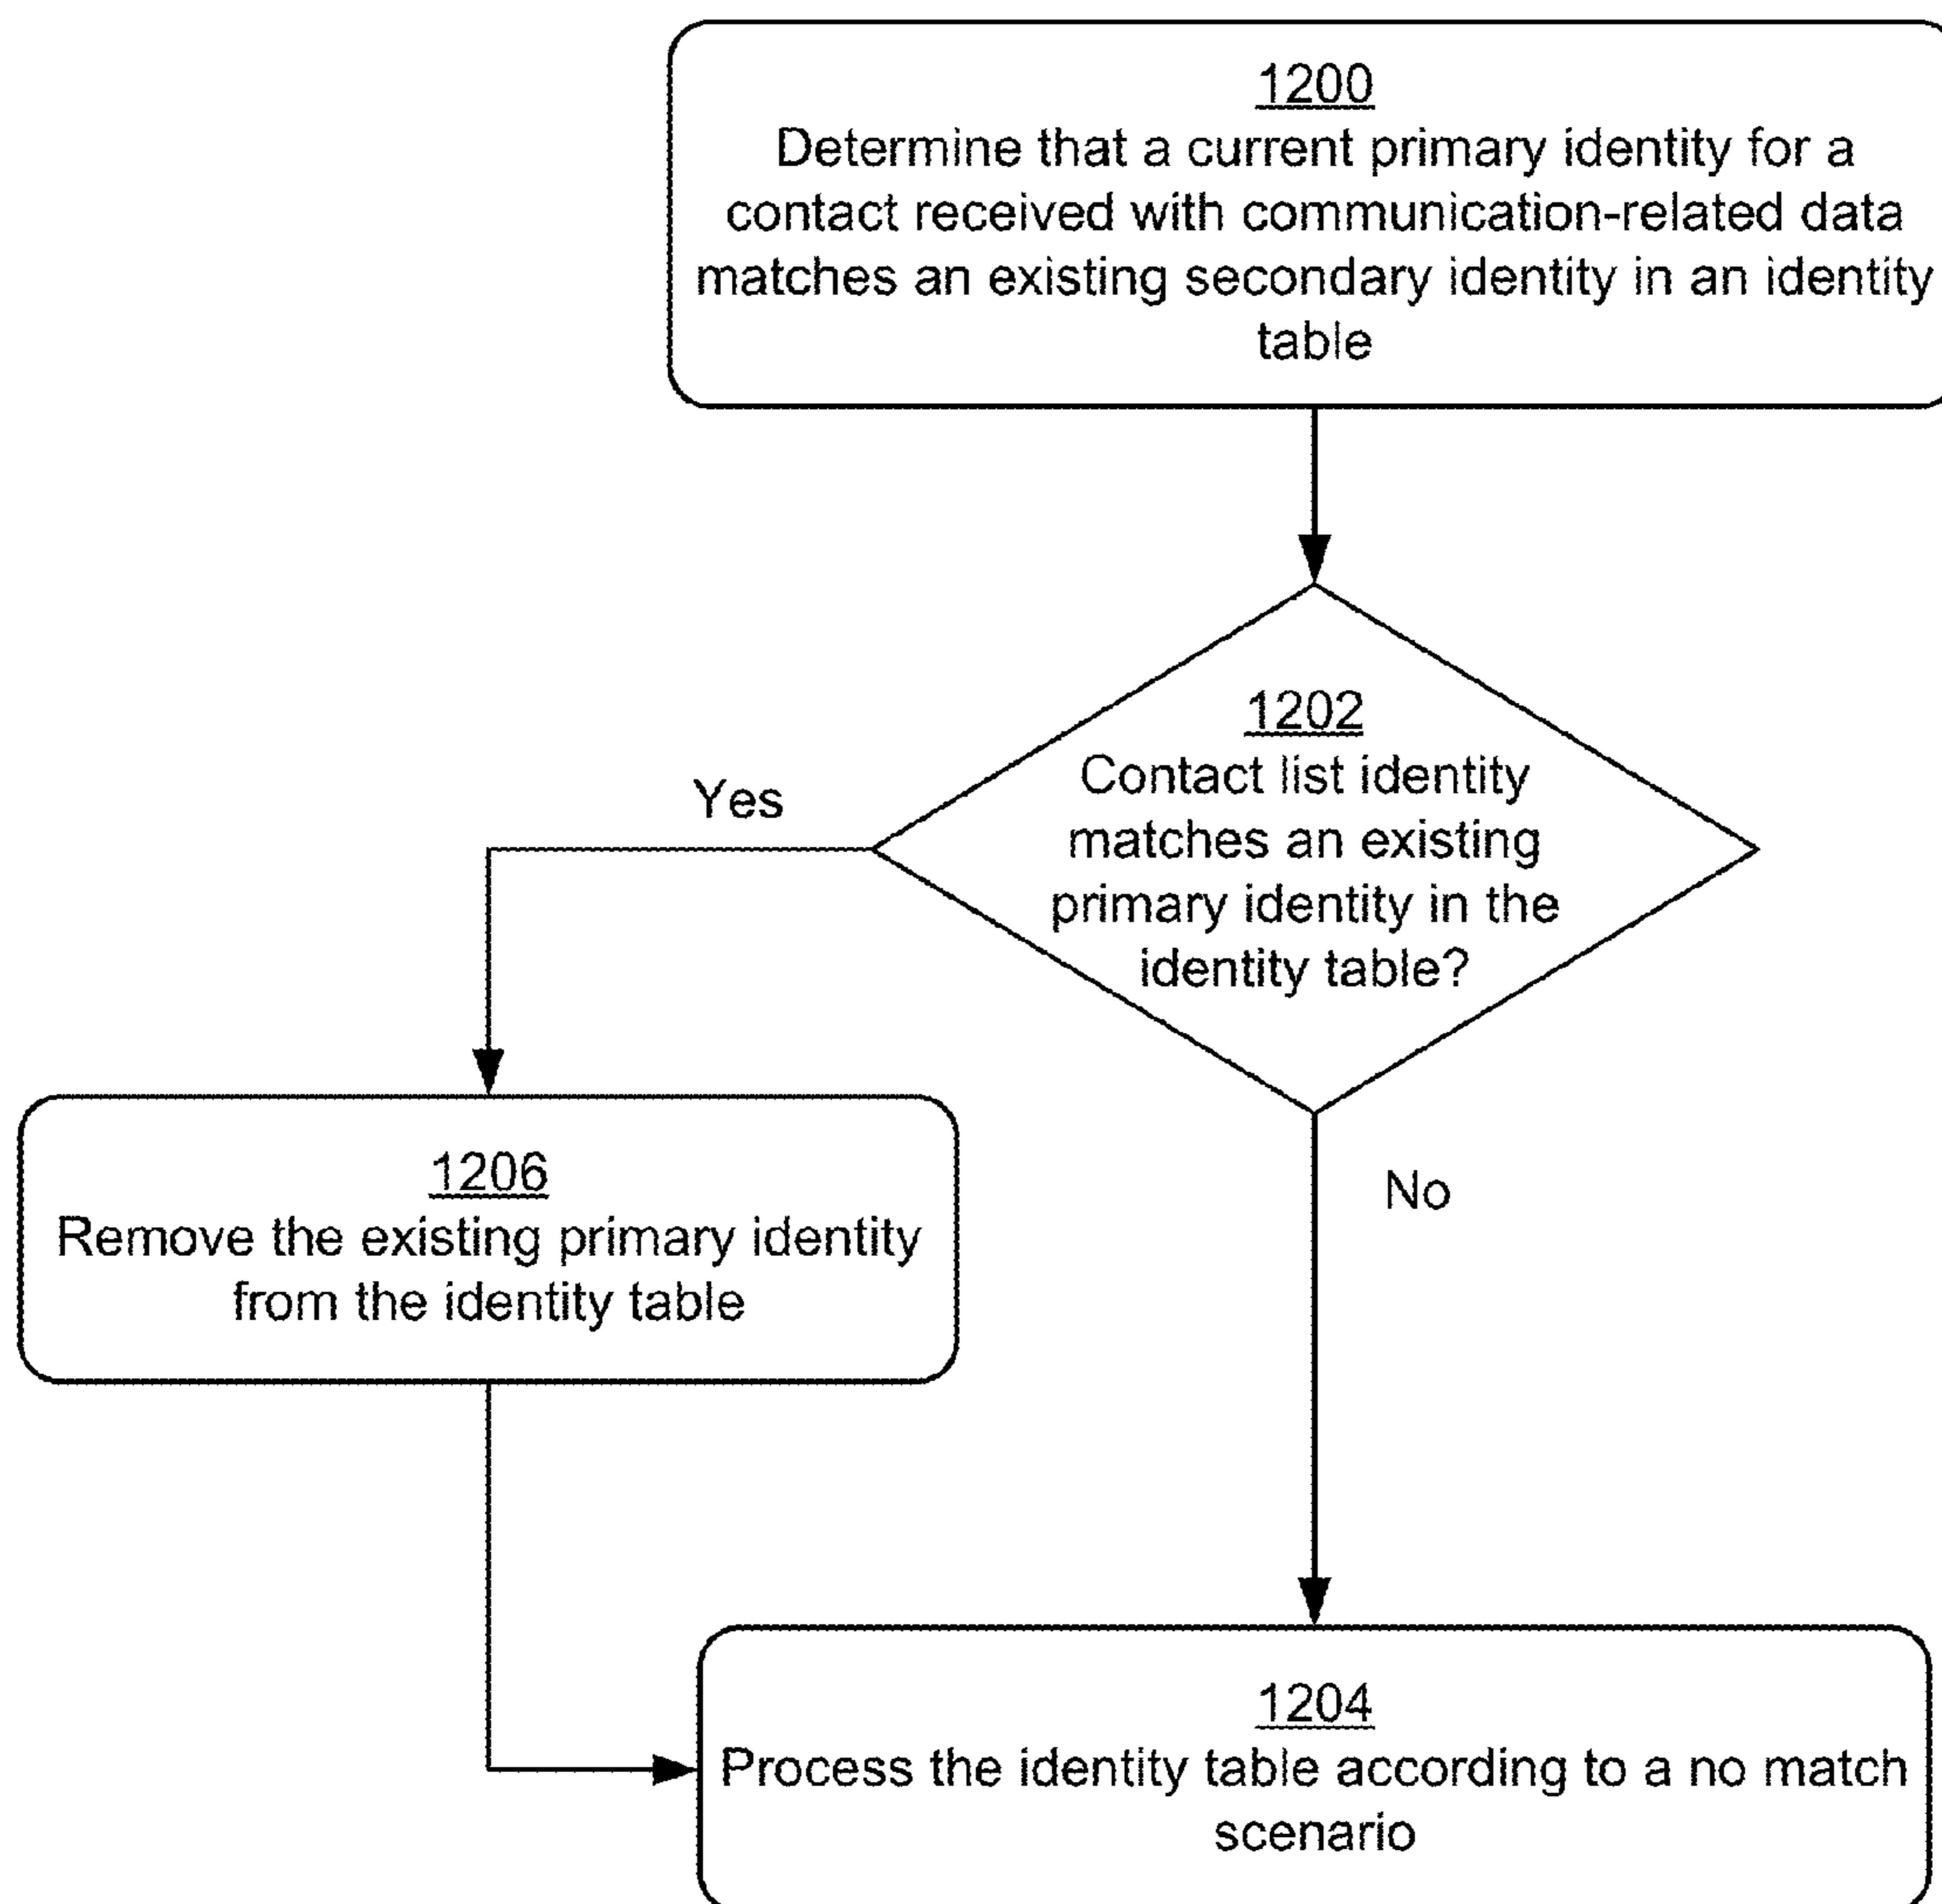 1200
Determine that a current primary identity for a
contact received with communication-related data
matches an existing secondary identity in an identity
table
1202
Contact list identity
matches an existing
primary identity in the
identity table?
Yes
No
1206
Remove the existing primary identity
from the identity table
1204
Process the identity table according to a no match
scenario